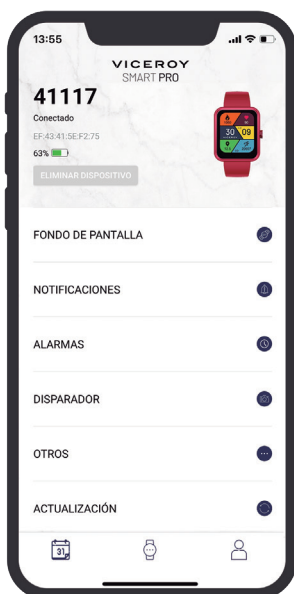 13:55
VICEROY
SMART PRO
41117
Conectado
EF:43:41:5E:F2:75
63%
ELIMINAR DISPOSITIVO
30 09
FONDO DE PANTALLA
NOTIFICACIONES
ALARMAS
DISPARADOR
OTROS
ACTUALIZACIÓN
31